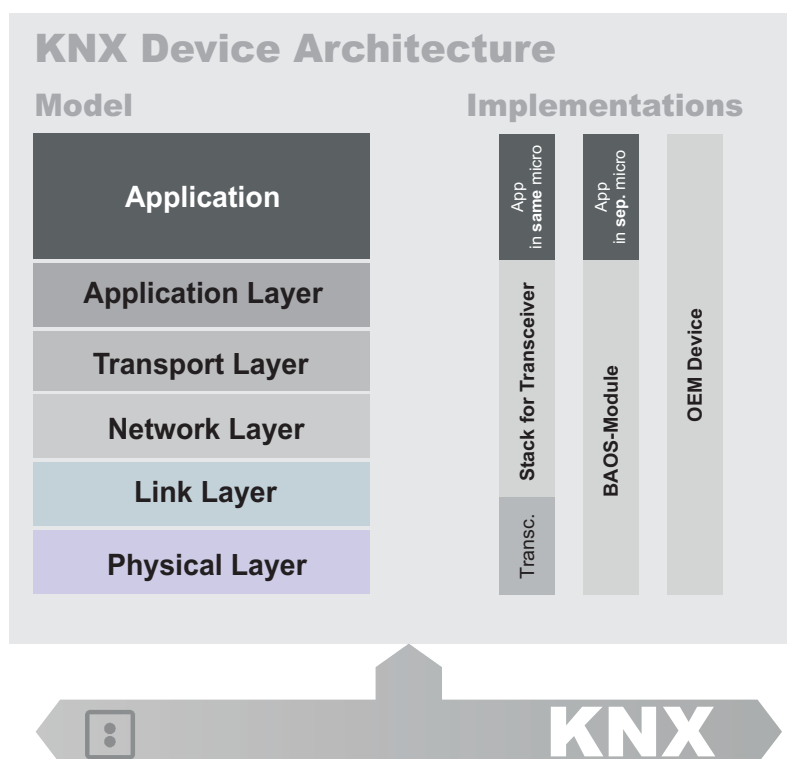 KNX Device Architecture
Model
Implementations
Application
Application Layer
Transport Layer
Network Layer
Link Layer
Physical Layer
App
in same micro
Stack for Transceiver
Transc.
App
in sep. micro
BAOS-Module
OEM Device
KNX